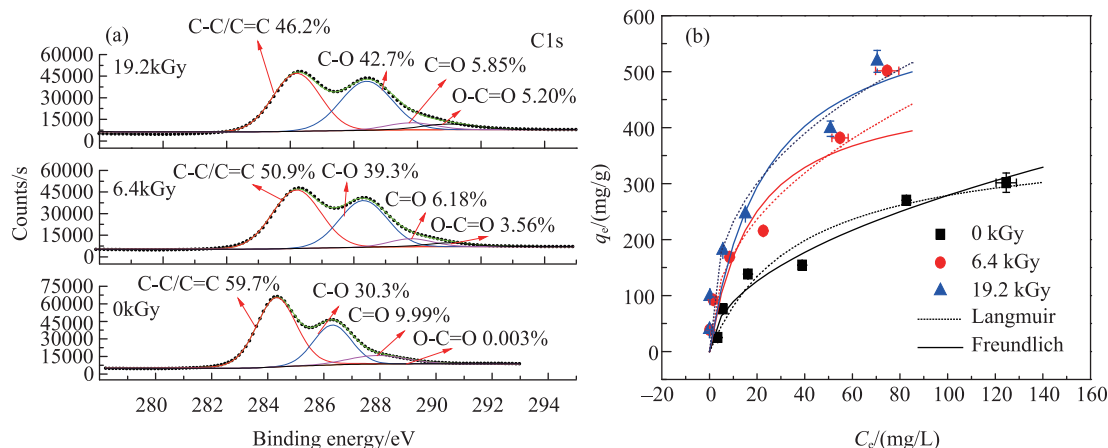 (a)
C1s
19.2kGy
C-C/C=C 46.2%
C-O 42.7%
C=O 5.85%
O-C=O 5.20%
60000
45000
30000
15000
0
6.4kGy
C-C/C=C 50.9%
C-O 39.3%
C=O 6.18%
O-C=O 3.56%
60000
45000
30000
15000
0
0kGy
C-C/C=C 59.7%
C-O 30.3%
C=O 9.99%
O-C=O 0.003%
75000
60000
45000
30000
15000
0
Counts/s
280 282 284 286 288 290 292 294
Binding energy/eV
(b)
600
500
400
300
200
100
0
qe/(mg/g)
0 kGy
6.4 kGy
19.2 kGy
Langmuir
Freundlich
−20 0 20 40 60 80 100 120 140 160
Ce/(mg/L)